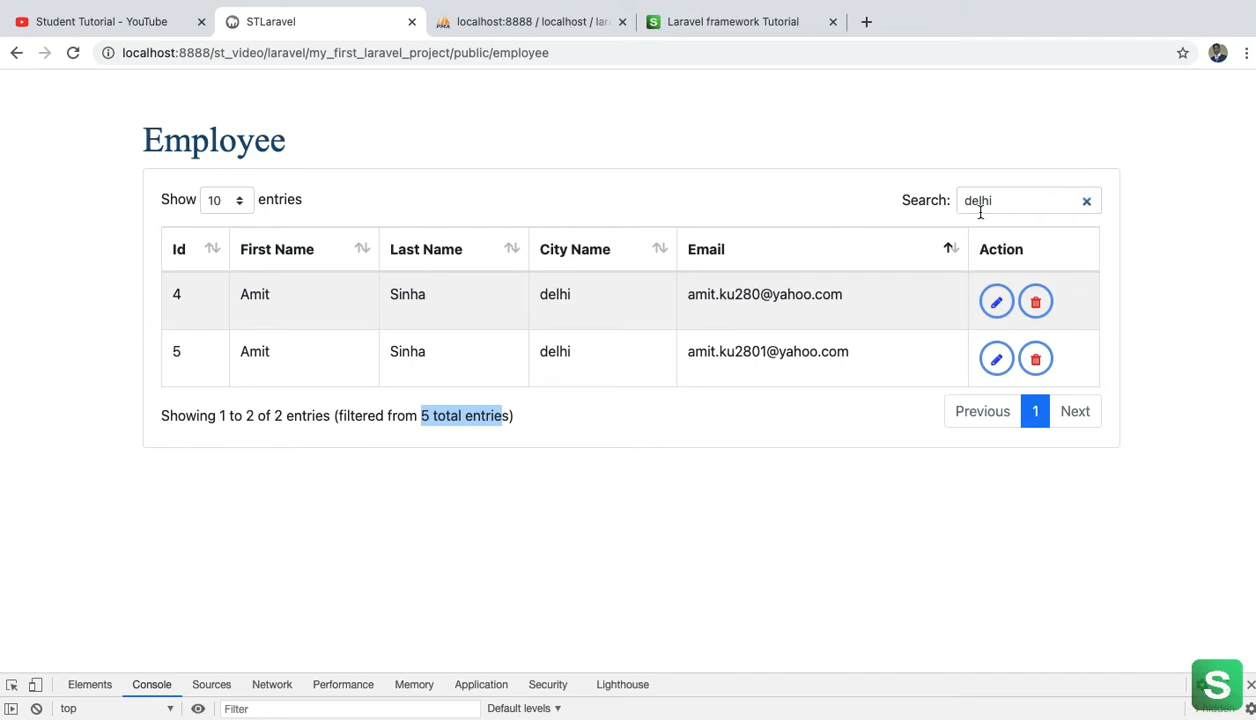 Student Tutorial - YouTube
STLaravel
localhost:8888 / localhost / lar
Laravel framework Tutorial
localhost:8888/st_video/laravel/my_first_laravel_project/public/employee
Employee
Show 10 entries
Search: delhi
Id First Name Last Name City Name Email Action
4 Amit Sinha delhi amit.ku280@yahoo.com
5 Amit Sinha delhi amit.ku2801@yahoo.com
Showing 1 to 2 of 2 entries (filtered from 5 total entries)
Previous 1 Next
Elements Console Sources Network Performance Memory Application Security Lighthouse
top Filter Default levels
S